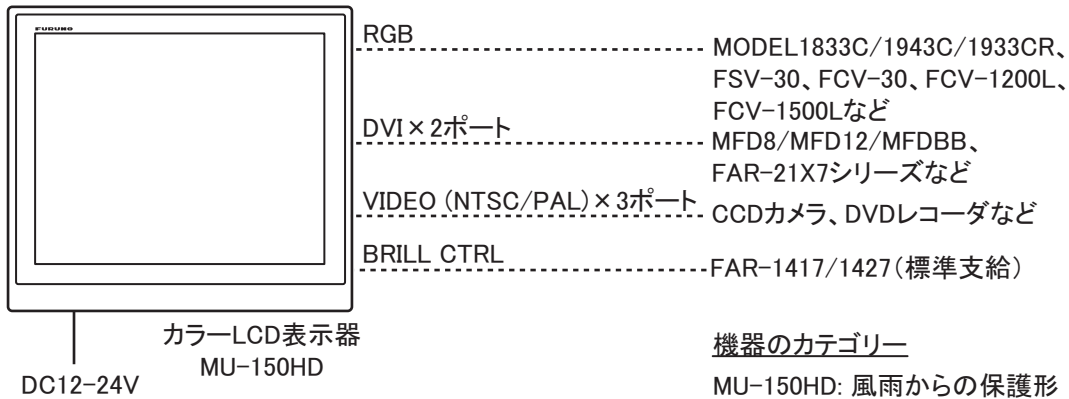 FURUNO
RGB
MODEL1833C/1943C/1933CR、
FSV-30、FCV-30、FCV-1200L、
FCV-1500Lなど
DVI×2ポート
MFD8/MFD12/MFDBB、
FAR-21X7シリーズなど
VIDEO (NTSC/PAL)×3ポート
CCDカメラ、DVDレコーダなど
BRILL CTRL
FAR-1417/1427(標準支給)
カラーLCD表示器
MU-150HD
DC12-24V
機器のカテゴリー
MU-150HD: 風雨からの保護形